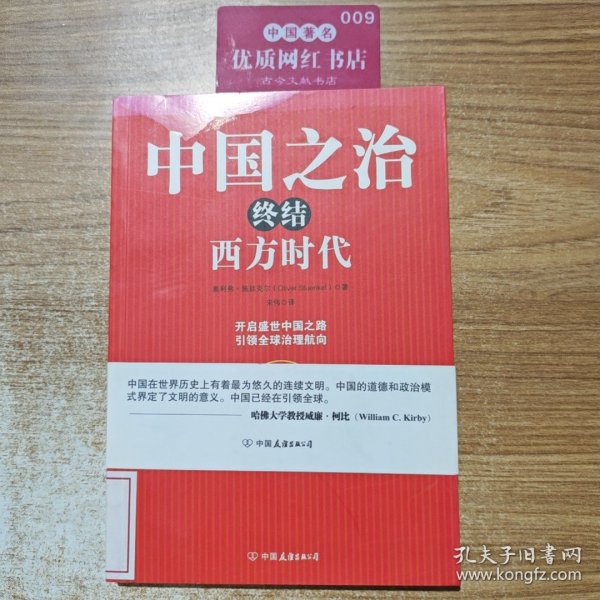 009
中国著名
优质网红书店
古今文献书店
中国之治
终结
西方时代
奥利弗·施廷克尔（Oliver Stuenkel）◎著
宋伟◎译
开启盛世中国之路
引领全球治理航向
中国在世界历史上有着最为悠久的连续文明。中国的道德和政治模
式界定了文明的意义。中国已经在引领全球。
——哈佛大学教授威廉·柯比（William C. Kirby）
中国友谊出版公司
中国友谊出版公司
孔夫子旧书网
www.kongfz.com